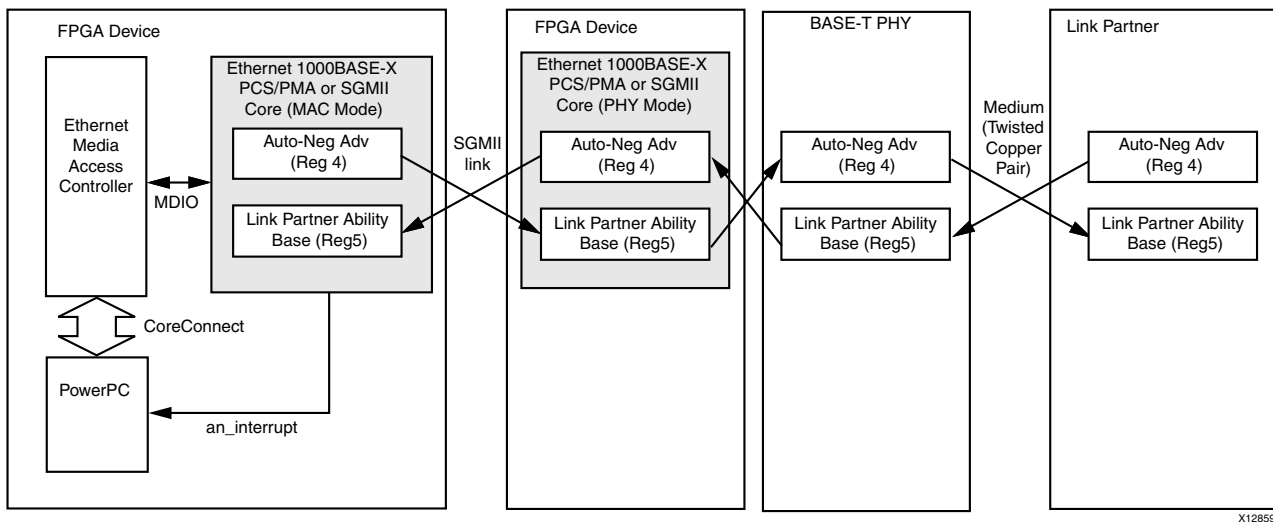 FPGA Device
Ethernet
Media
Access
Controller
MDIO
Ethernet 1000BASE-X
PCS/PMA or SGMII
Core (MAC Mode)
Auto-Neg Adv
(Reg 4)
Link Partner Ability
Base (Reg5)
CoreConnect
PowerPC
an_interrupt
SGMII
link
FPGA Device
Ethernet 1000BASE-X
PCS/PMA or SGMII
Core (PHY Mode)
Auto-Neg Adv
(Reg 4)
Link Partner Ability
Base (Reg5)
BASE-T PHY
Auto-Neg Adv
(Reg 4)
Link Partner Ability
Base (Reg5)
Medium
(Twisted
Copper
Pair)
Link Partner
Auto-Neg Adv
(Reg 4)
Link Partner Ability
Base (Reg5)
X12859